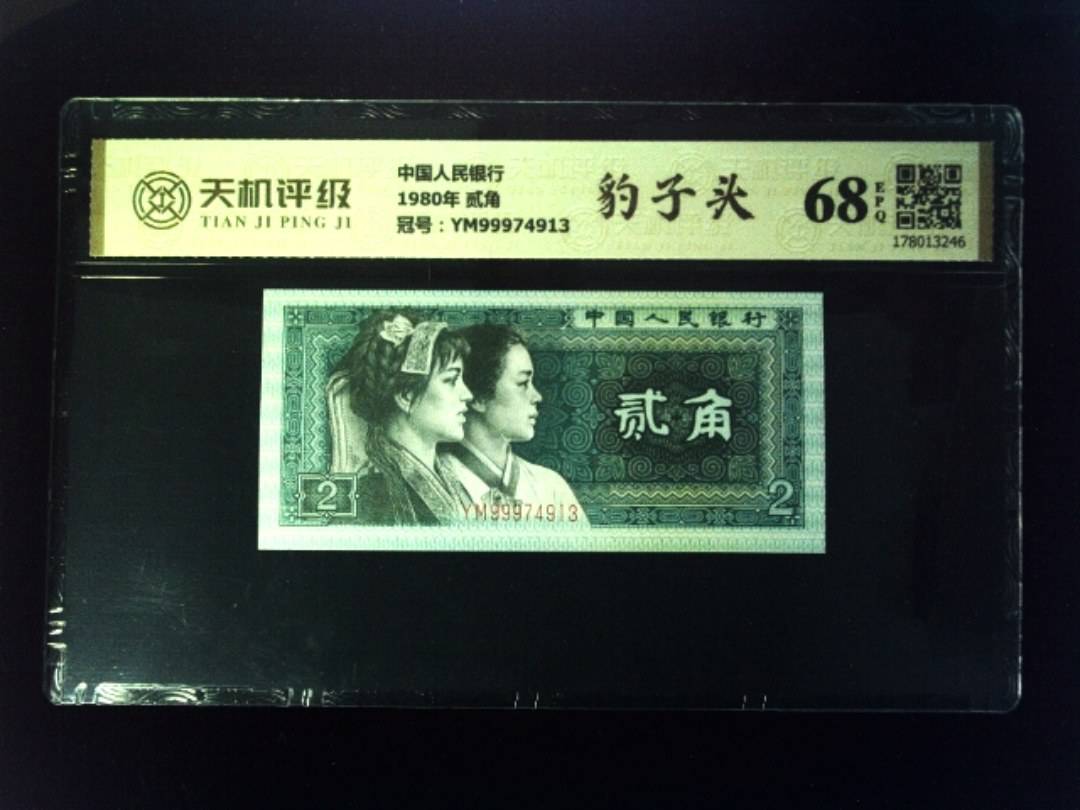 天机评级
TIAN JI PING JI
中国人民银行
1980年 贰角
冠号：YM99974913
豹子头
68
EPQ
178013246
中国人民银行
贰角
2
YM99974913
2